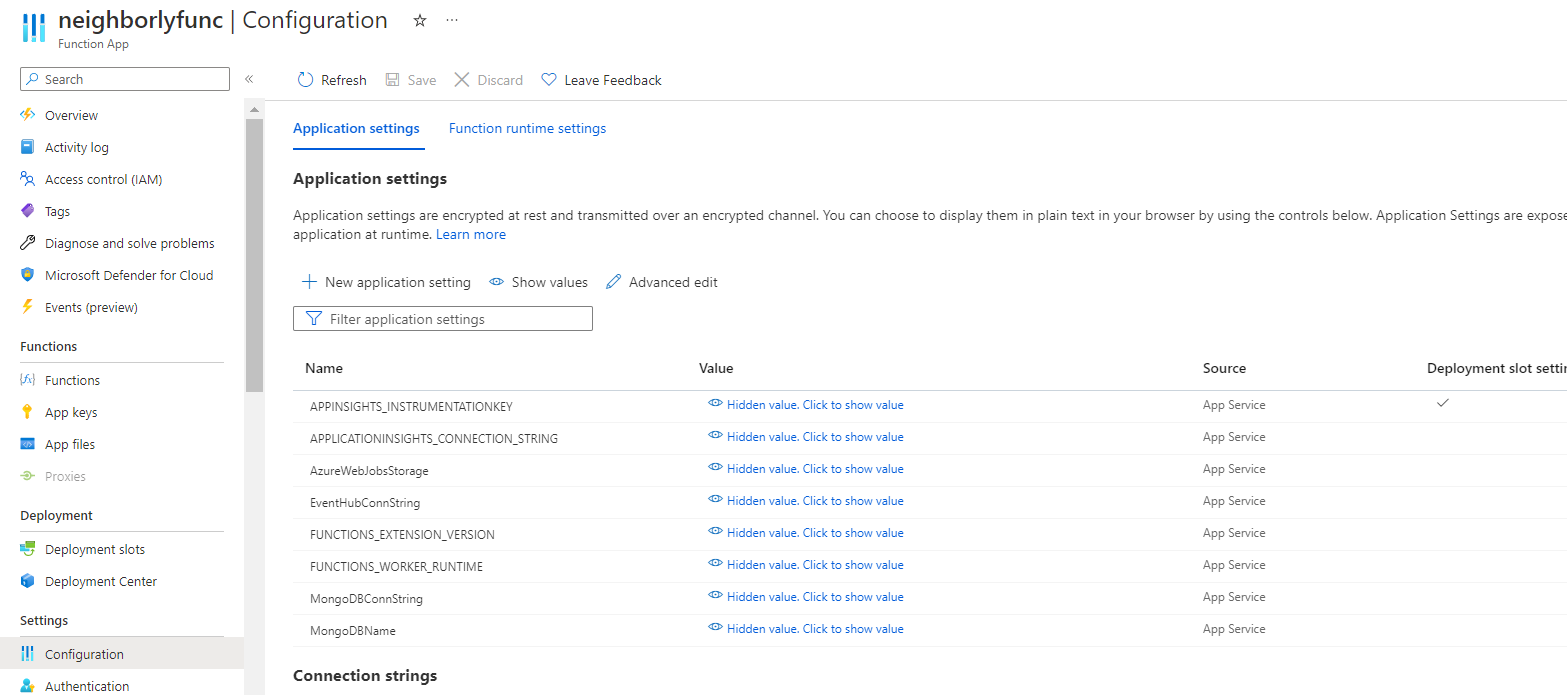 neighborlyfunc | Configuration
Function App
Search
Overview
Activity log
Access control (IAM)
Tags
Diagnose and solve problems
Microsoft Defender for Cloud
Events (preview)
Functions
Functions
App keys
App files
Proxies
Deployment
Deployment slots
Deployment Center
Settings
Configuration
Authentication
Refresh Save Discard Leave Feedback
Application settings Function runtime settings
Application settings
Application settings are encrypted at rest and transmitted over an encrypted channel. You can choose to display them in plain text in your browser by using the controls below. Application Settings are expose
application at runtime. Learn more
New application setting Show values Advanced edit
Filter application settings
Name Value Source Deployment slot settin
APPINSIGHTS_INSTRUMENTATIONKEY Hidden value. Click to show value App Service
APPLICATIONINSIGHTS_CONNECTION_STRING Hidden value. Click to show value App Service
AzureWebJobsStorage Hidden value. Click to show value App Service
EventHubConnString Hidden value. Click to show value App Service
FUNCTIONS_EXTENSION_VERSION Hidden value. Click to show value App Service
FUNCTIONS_WORKER_RUNTIME Hidden value. Click to show value App Service
MongoDBConnString Hidden value. Click to show value App Service
MongoDBName Hidden value. Click to show value App Service
Connection strings